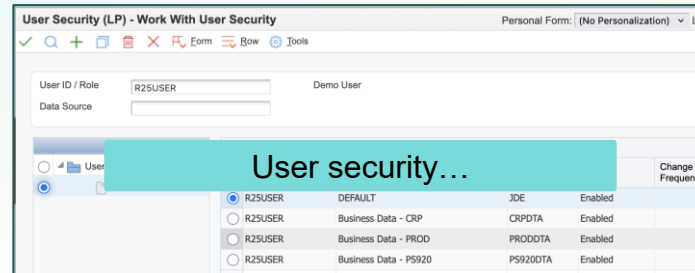 User Security (LP) - Work With User Security
Personal Form: (No Personalization)
Form Row Tools
User ID / Role R25USER Demo User
Data Source
User
User security…
Change
Frequen
R25USER DEFAULT JDE Enabled
R25USER Business Data - CRP CRPDTA Enabled
R25USER Business Data - PROD PRODDTA Enabled
R25USER Business Data - PS920 PS920DTA Enabled